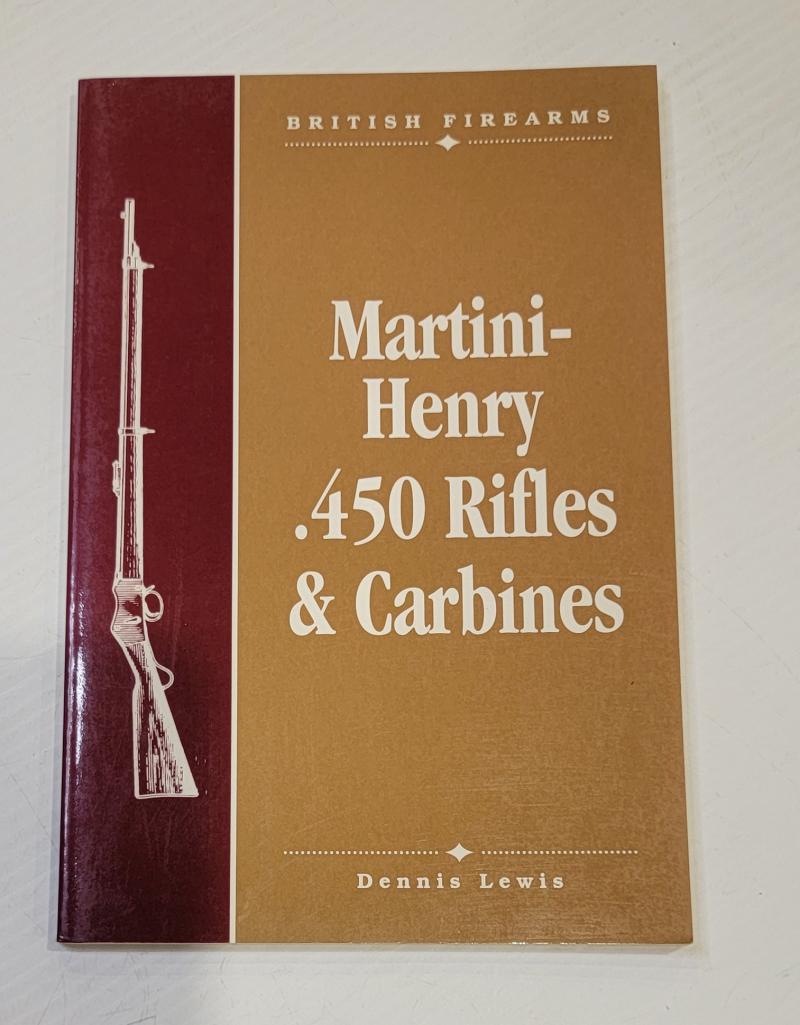 BRITISH FIREARMS
Martini-
Henry
.450 Rifles
& Carbines
Dennis Lewis